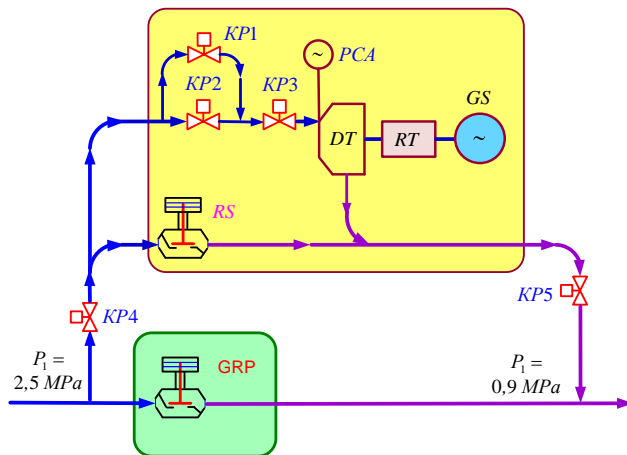 KP1
PCA
KP2
KP3
GS
~
DT
RT
~
RS
KP4
KP5
P₁ =
2,5 MPa
GRP
P₁ =
0,9 MPa